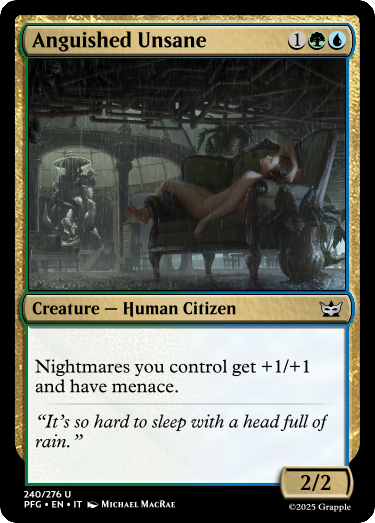 Anguished Unsane 1
Creature — Human Citizen
Nightmares you control get +1/+1
and have menace.
“It’s so hard to sleep with a head full of
rain.”
2/2
240/276 U
PFG • EN • IT Michael MacRae
©2025 Grapple